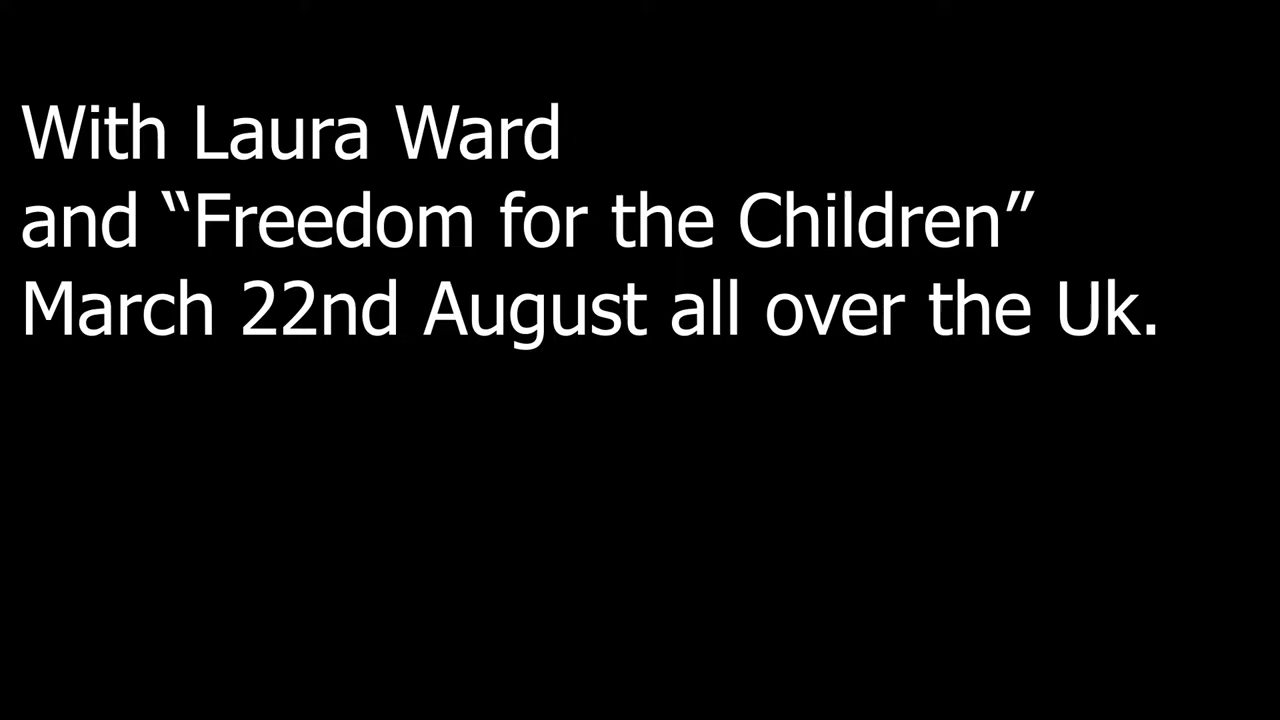 With Laura Ward
and “Freedom for the Children”
March 22nd August all over the Uk.